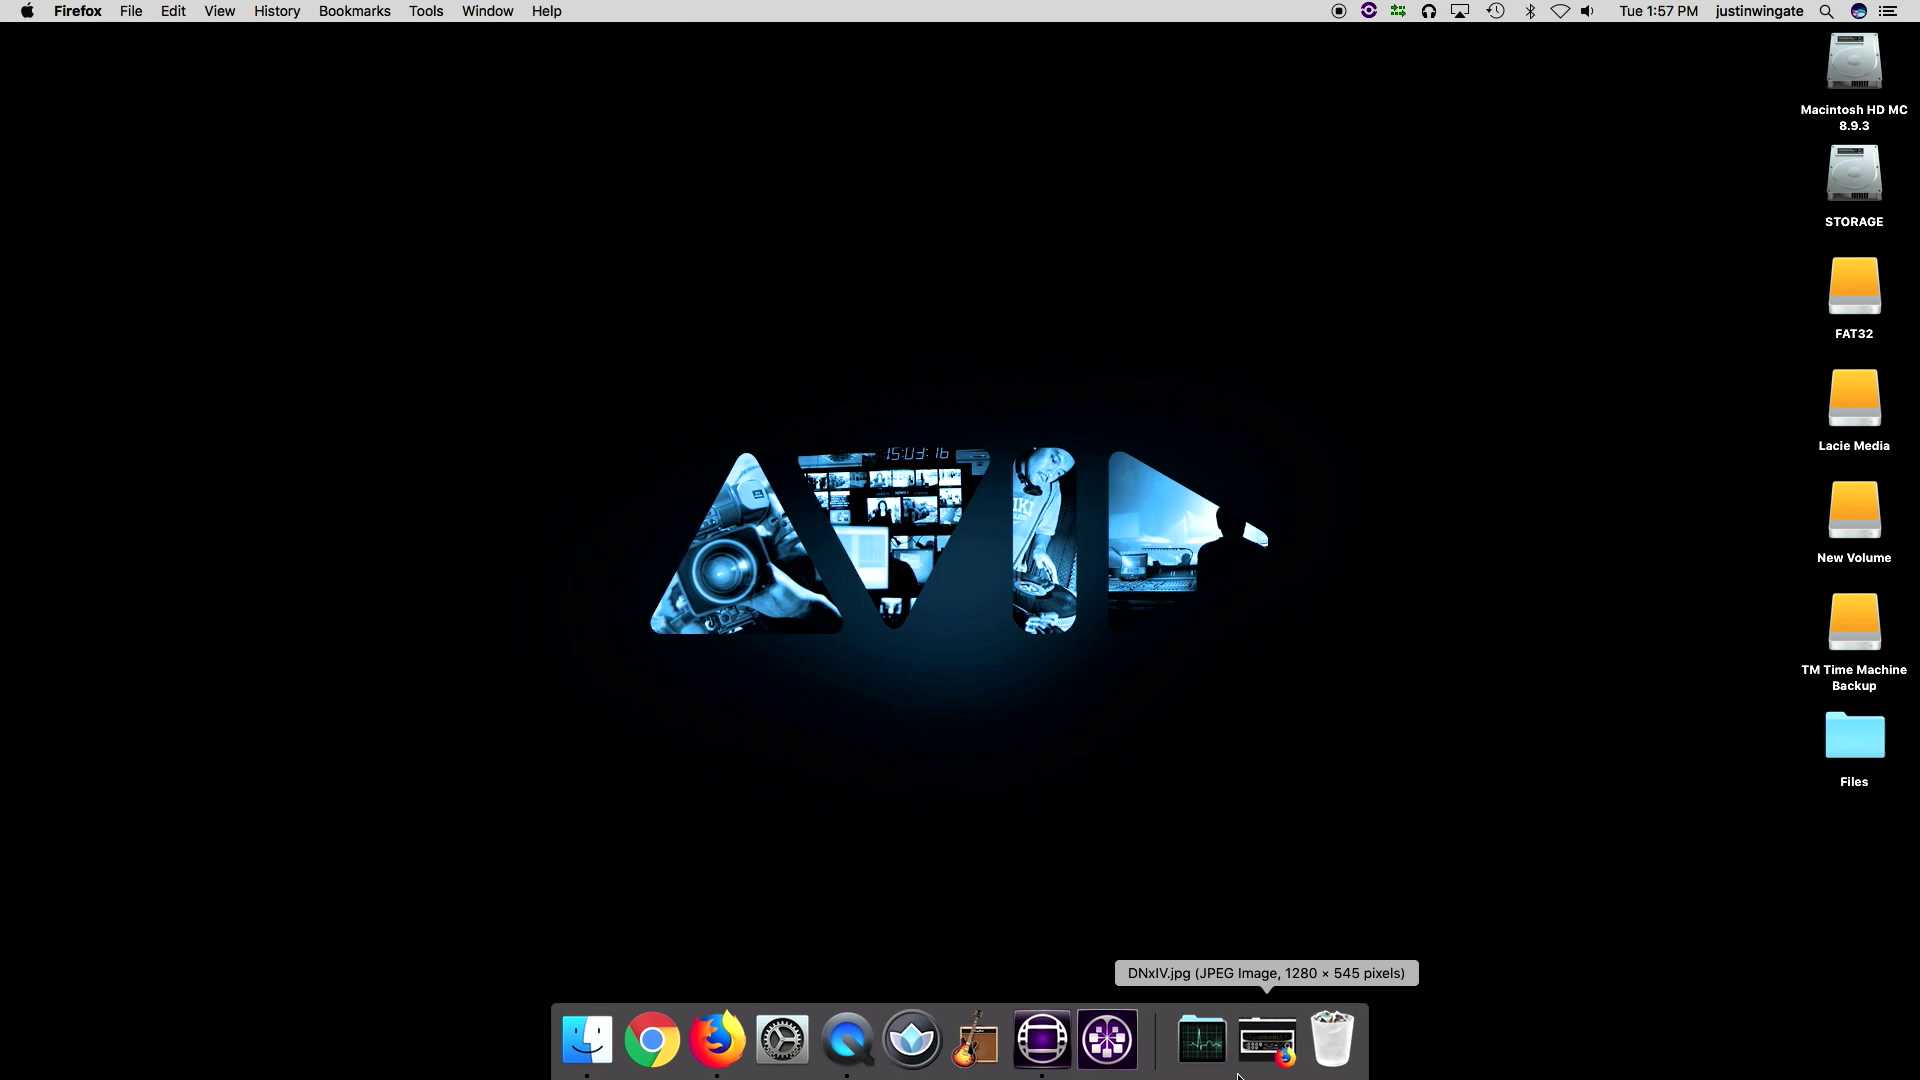 Firefox File Edit View History Bookmarks Tools Window Help Tue 1:57 PM justinwingate
Macintosh HD MC
8.9.3
STORAGE
FAT32
Lacie Media
New Volume
TM Time Machine
Backup
Files
15:03:16
AVID
DNxIV.jpg (JPEG Image, 1280 × 545 pixels)